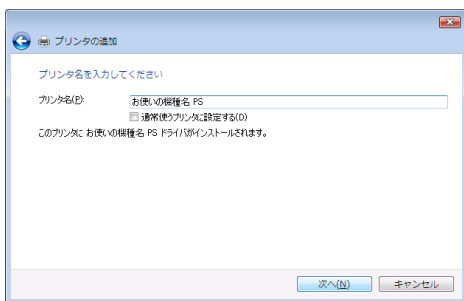 プリンタの追加
プリンタ名を入力してください
プリンタ名(P): お使いの機種名 PS
通常使うプリンタに設定する(D)
このプリンタに お使いの機種名 PS ドライバがインストールされます。
次へ(N) キャンセル